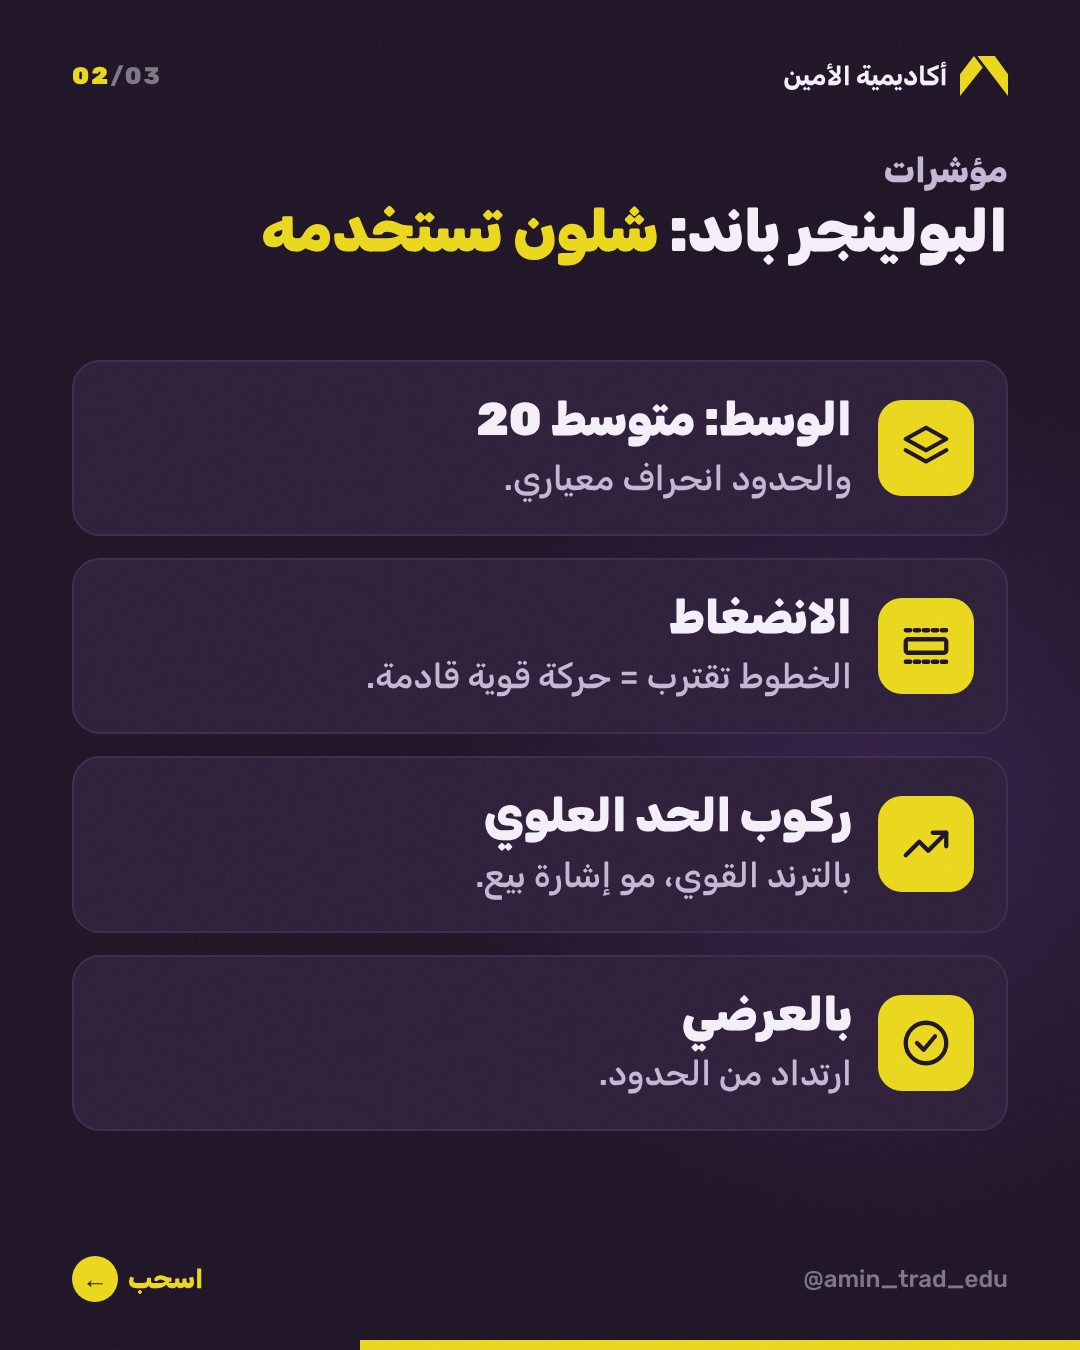 أكاديمية الأمين
02/03
مؤشرات
البولينجر باند: شلون تستخدمه
الوسط: متوسط 20
والحدود انحراف معياري.
الانضغاط
الخطوط تقترب = حركة قوية قادمة.
ركوب الحد العلوي
بالترند القوي، مو إشارة بيع.
بالعرضي
ارتداد من الحدود.
@amin_trad_edu
اسحب ←